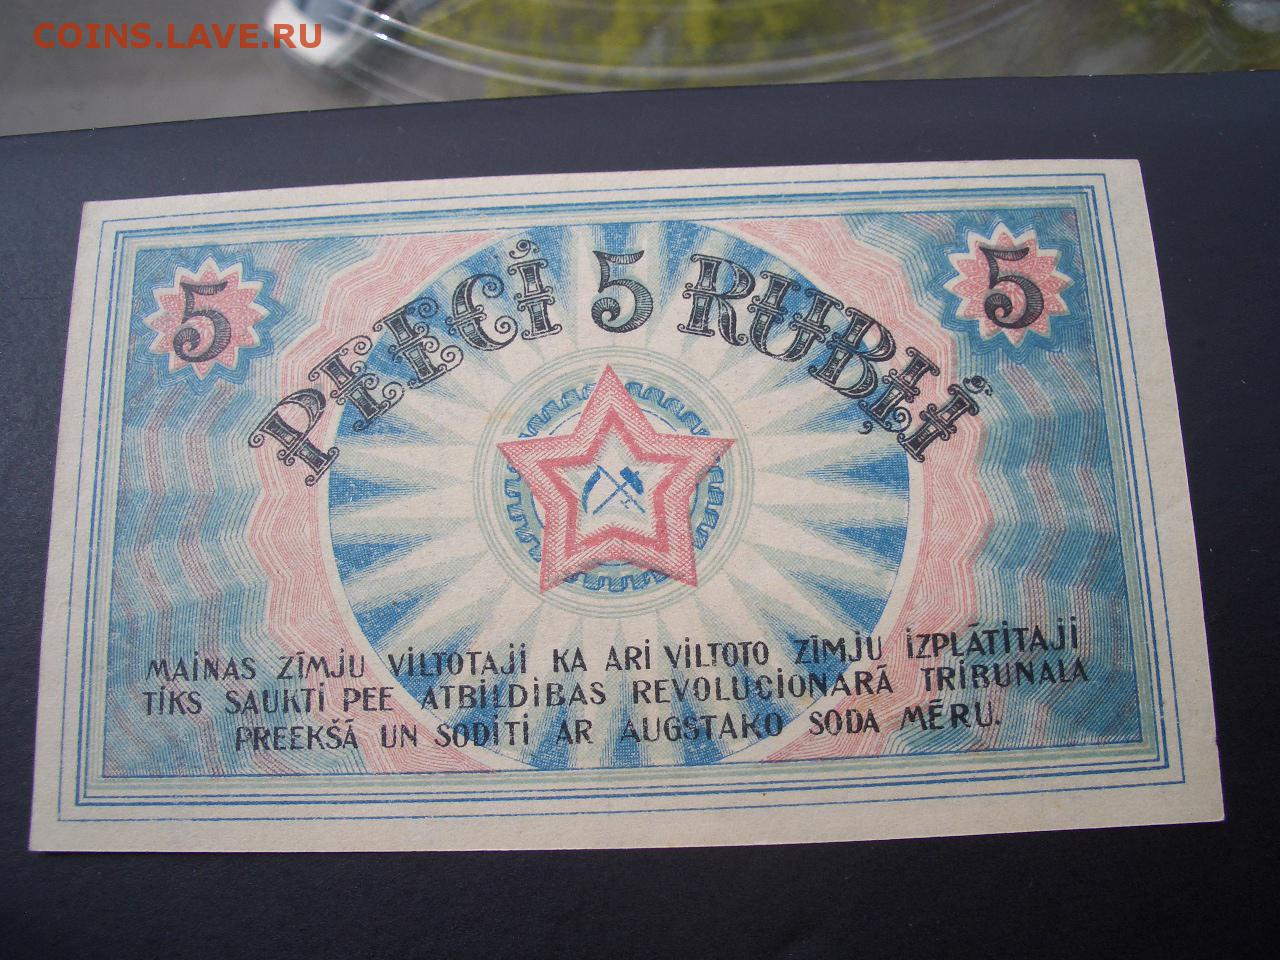 COINS.LAVE.RU
5
5
PEECI 5 RUBĻI
MAINAS ZĪMJU VILTOTAJI KA ARI VILTOTO ZĪMJU IZPLĀTITAJI
TIKS SAUKTI PEE ATBILDIBAS REVOLUCIONARĀ TRIBUNALA
PREEKŠĀ UN SODITI AR AUGSTAKO SODA MĒRU.